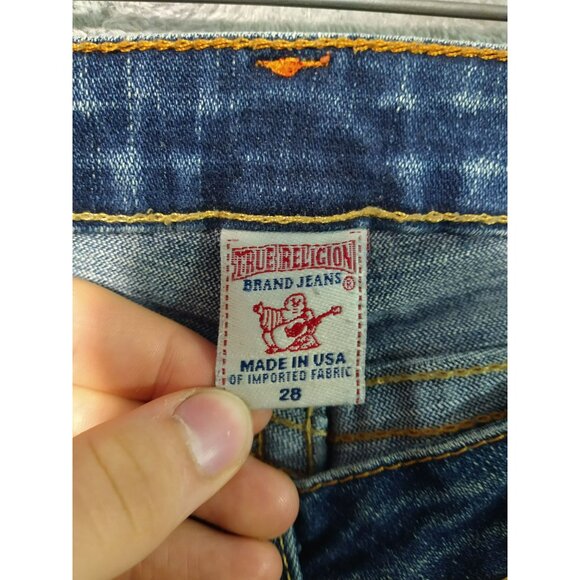 TRUE RELIGION
BRAND JEANS ®
MADE IN USA
OF IMPORTED FABRIC
28